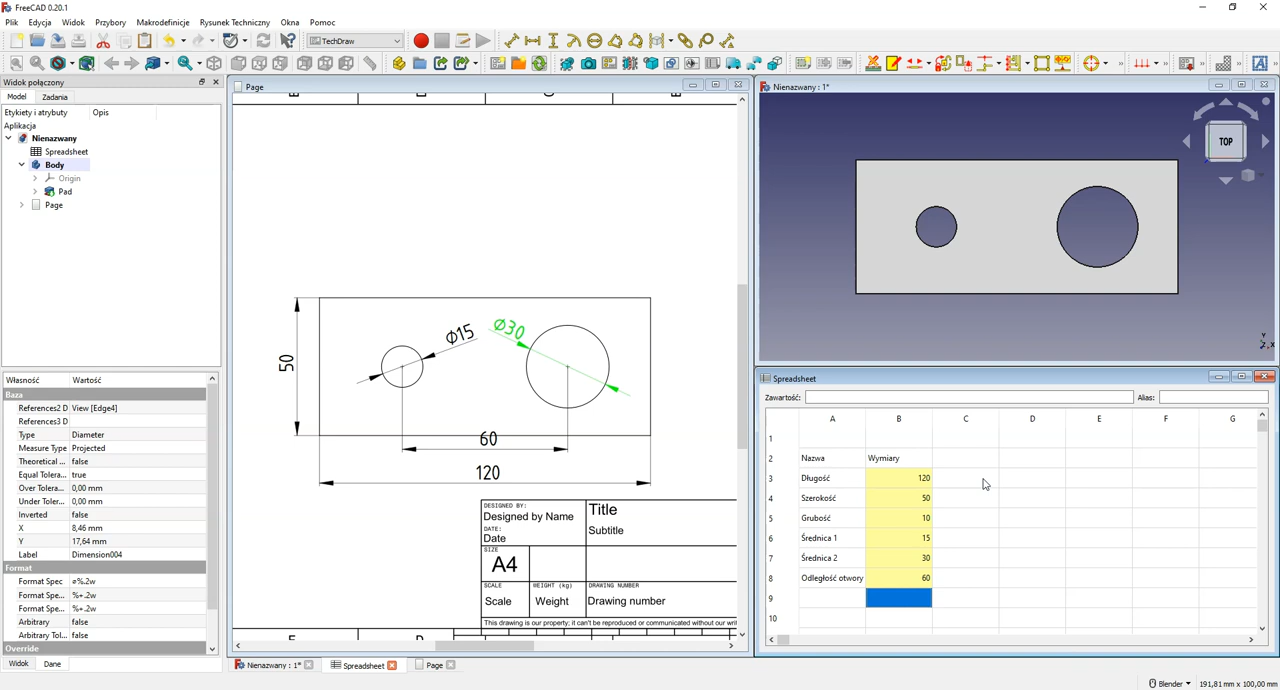 FreeCAD 0.20.1
Plik Edycja Widok Przybory Makrodefinicje Rysunek Techniczny Okna Pomoc
TechDraw
Widok połączony
Model Zadania
Etykiety i atrybuty Opis
Aplikacja
Nienazwany
Spreadsheet
Body
Origin
Pad
Page
Własność Wartość
Baza
References2 D View [Edge4]
References3 D
Type Diameter
Measure Type Projected
Theoretical ... false
Equal Tolera... true
Over Tolera... 0,00 mm
Under Toler... 0,00 mm
Inverted false
X 8,46 mm
Y 17,64 mm
Label Dimension004
Format
Format Spec ⌀%.2w
Format Spe... %+.2w
Format Spe... %+.2w
Arbitrary false
Arbitrary Tol... false
Override
Widok Dane
Page
50
⌀15
⌀30
60
120
DESIGNED BY:
Designed by Name
DATE:
Date
SIZE
A4
SCALE
Scale
WEIGHT (kg)
Weight
Title
Subtitle
DRAWING NUMBER
Drawing number
This drawing is our property; it can't be reproduced or communicated without our wri
Nienazwany : 1*
TOP
Y
Z X
Spreadsheet
Zawartość: Alias:
A B C D E F G
1
2 Nazwa Wymiary
3 Długość 120
4 Szerokość 50
5 Grubość 10
6 Średnica 1 15
7 Średnica 2 30
8 Odległość otwory 60
9
10
Nienazwany : 1* Spreadsheet Page
Blender 191,81 mm x 100,00 mm